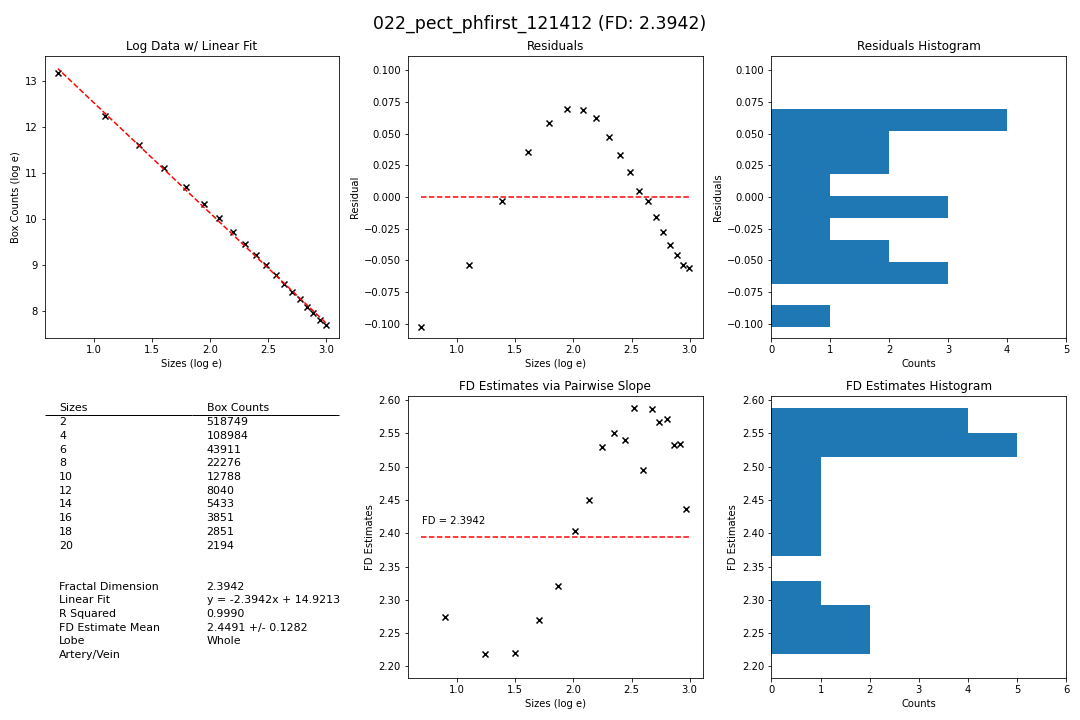 022_pect_phfirst_121412 (FD: 2.3942)
Log Data w/ Linear Fit
13
12
11
10
9
8
Box Counts (log e)
1.0 1.5 2.0 2.5 3.0
Sizes (log e)
Residuals
0.100
0.075
0.050
0.025
0.000
−0.025
−0.050
−0.075
−0.100
Residual
1.0 1.5 2.0 2.5 3.0
Sizes (log e)
Residuals Histogram
0.100
0.075
0.050
0.025
0.000
−0.025
−0.050
−0.075
−0.100
Residuals
0 1 2 3 4 5
Counts
Sizes Box Counts
2 518749
4 108984
6 43911
8 22276
10 12788
12 8040
14 5433
16 3851
18 2851
20 2194
Fractal Dimension 2.3942
Linear Fit y = -2.3942x + 14.9213
R Squared 0.9990
FD Estimate Mean 2.4491 +/- 0.1282
Lobe Whole
Artery/Vein
FD Estimates via Pairwise Slope
2.60
2.55
2.50
2.45
2.40
2.35
2.30
2.25
2.20
FD Estimates
FD = 2.3942
1.0 1.5 2.0 2.5 3.0
Sizes (log e)
FD Estimates Histogram
2.60
2.55
2.50
2.45
2.40
2.35
2.30
2.25
2.20
FD Estimates
0 1 2 3 4 5 6
Counts